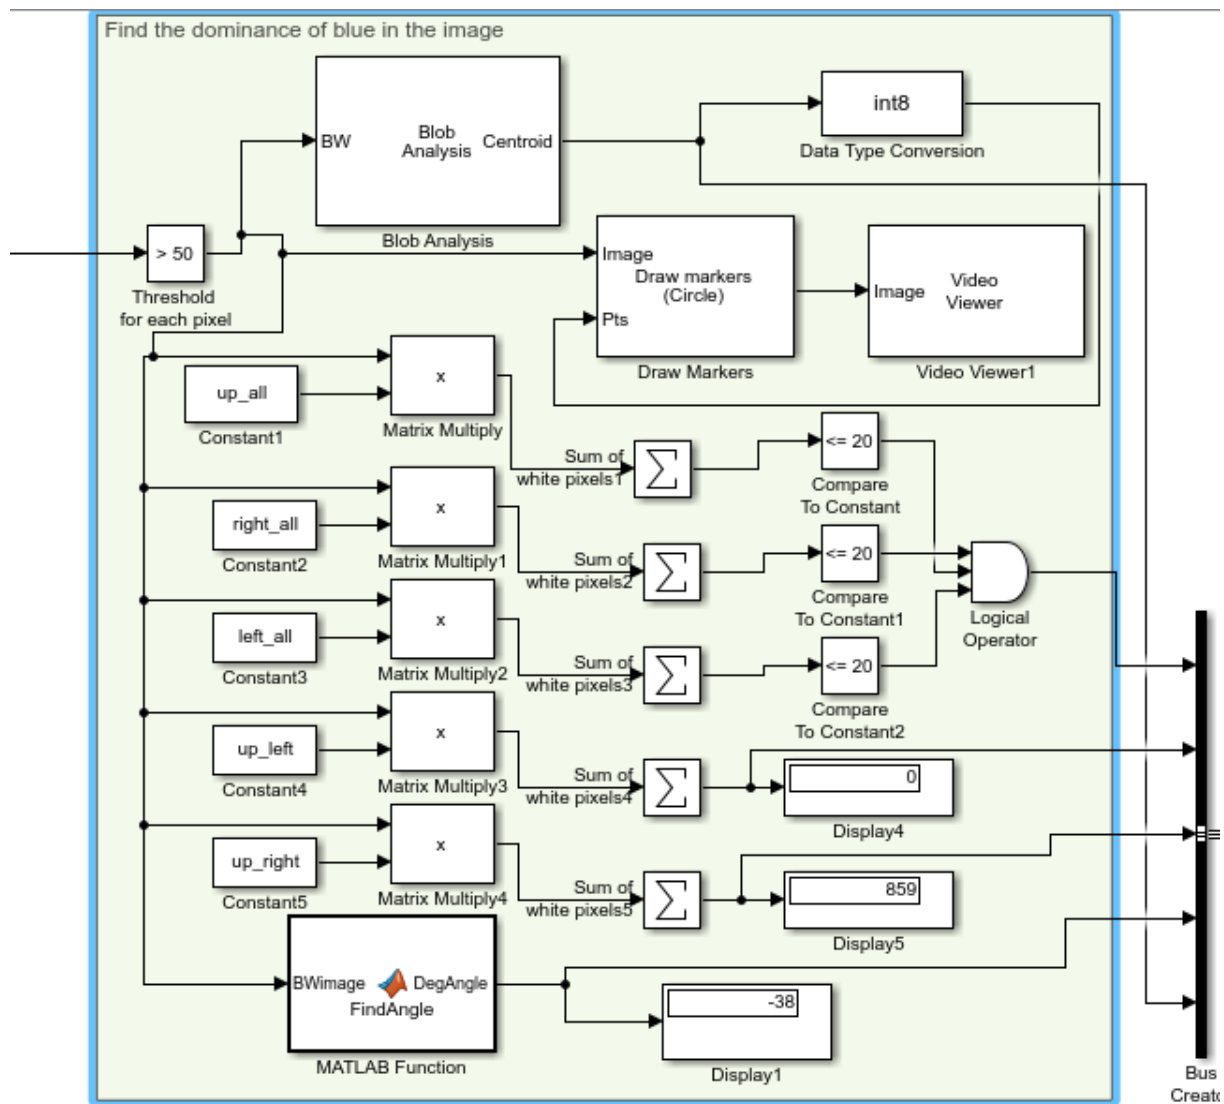 Find the dominance of blue in the image
BW
Blob
Analysis
Centroid
Blob Analysis
int8
Data Type Conversion
> 50
Threshold
for each pixel
Image
Draw markers
(Circle)
Pts
Draw Markers
Image
Video
Viewer
Video Viewer1
up_all
Constant1
x
Matrix Multiply
Sum of
white pixels1
<= 20
Compare
To Constant
right_all
Constant2
x
Matrix Multiply1
Sum of
white pixels2
<= 20
Compare
To Constant1
Logical
Operator
left_all
Constant3
x
Matrix Multiply2
Sum of
white pixels3
<= 20
Compare
To Constant2
up_left
Constant4
x
Matrix Multiply3
Sum of
white pixels4
0
Display4
up_right
Constant5
x
Matrix Multiply4
Sum of
white pixels5
859
Display5
BWimage
DegAngle
FindAngle
MATLAB Function
-38
Display1
Bus
Creato